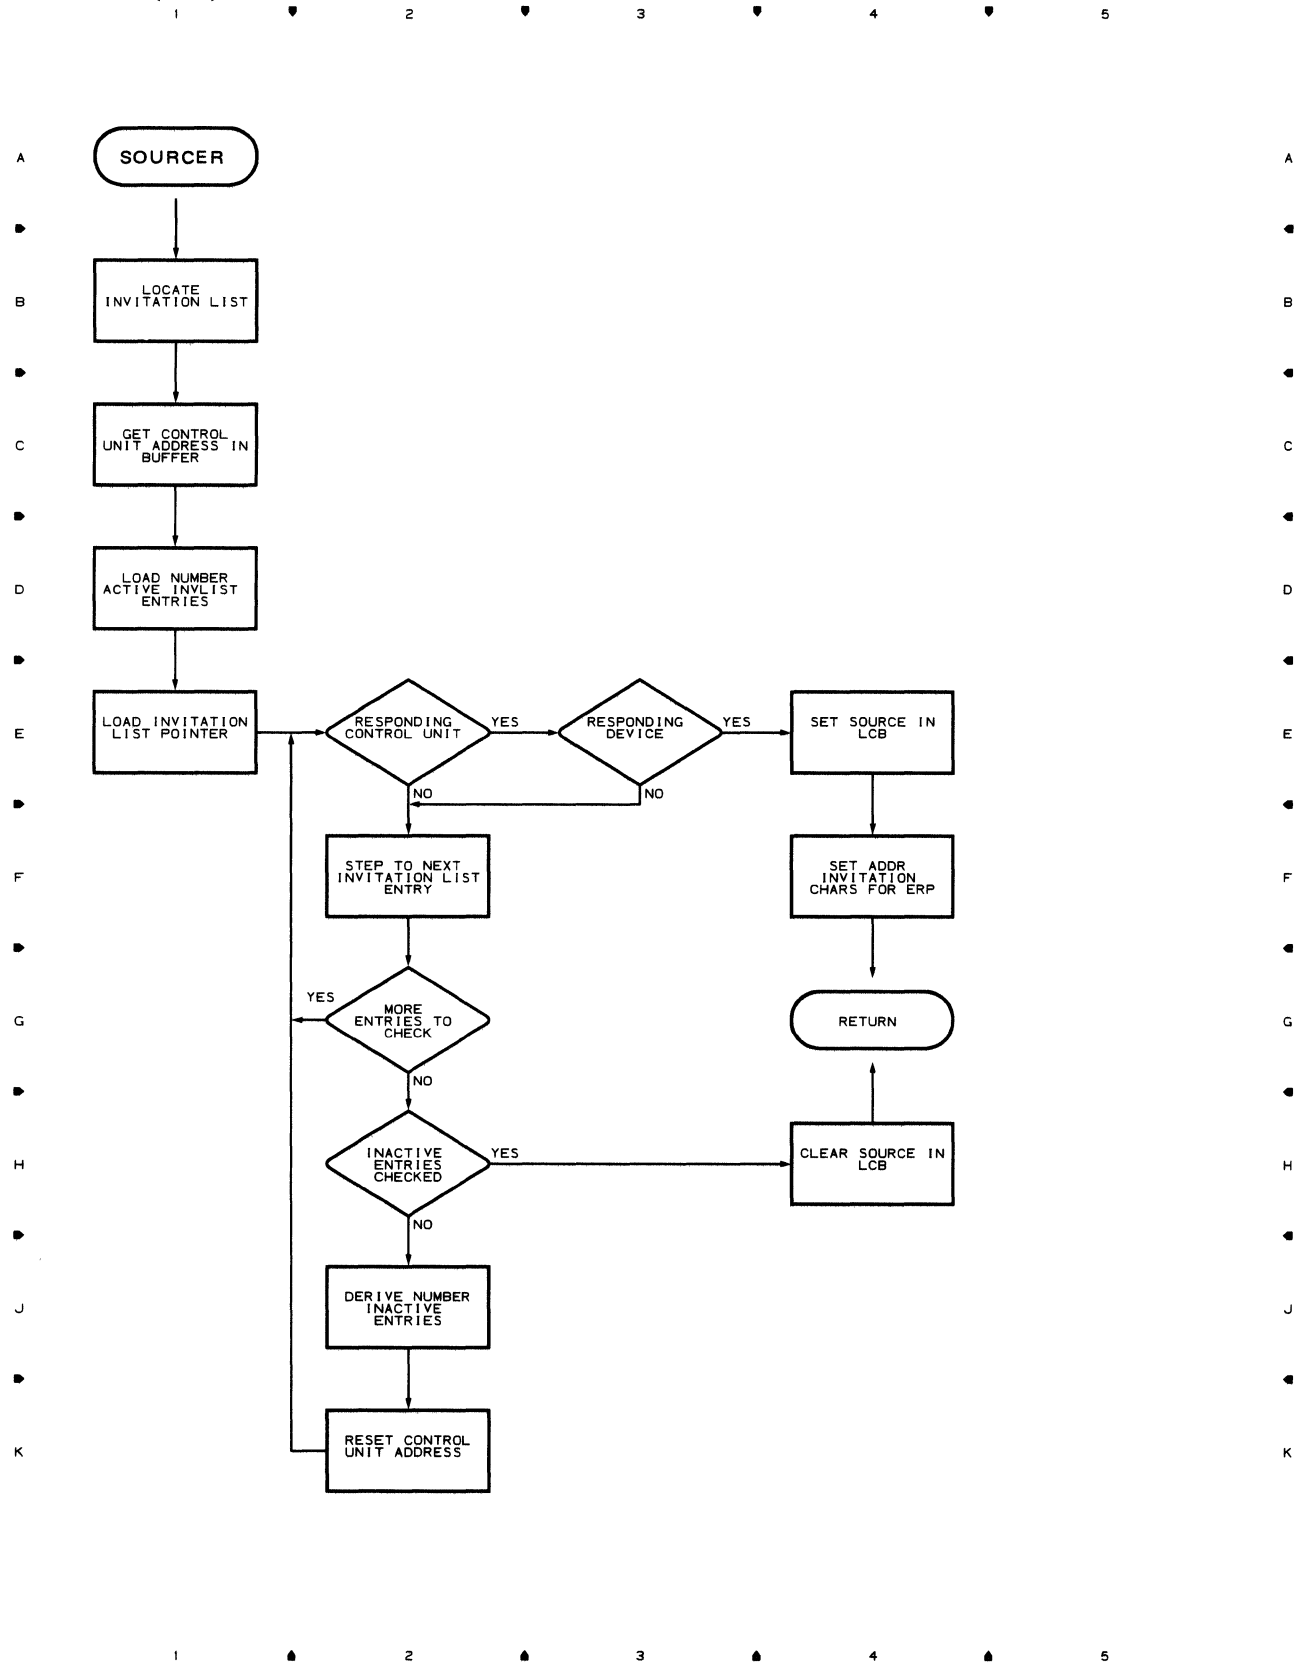 1 2 3 4 5
A SOURCER A
B LOCATE B
INVITATION LIST
C GET CONTROL C
UNIT ADDRESS IN
BUFFER
D LOAD NUMBER D
ACTIVE INVLIST
ENTRIES
E LOAD INVITATION E
LIST POINTER
RESPONDING
CONTROL UNIT
YES
NO
RESPONDING
DEVICE
YES
NO
SET SOURCE IN
LCB
F STEP TO NEXT F
INVITATION LIST
ENTRY
SET ADDR
INVITATION
CHARS FOR ERP
G YES G
MORE
ENTRIES TO
CHECK
NO
RETURN
H INACTIVE H
ENTRIES
CHECKED
YES
NO
CLEAR SOURCE IN
LCB
J DERIVE NUMBER J
INACTIVE
ENTRIES
K RESET CONTROL K
UNIT ADDRESS
1 2 3 4 5